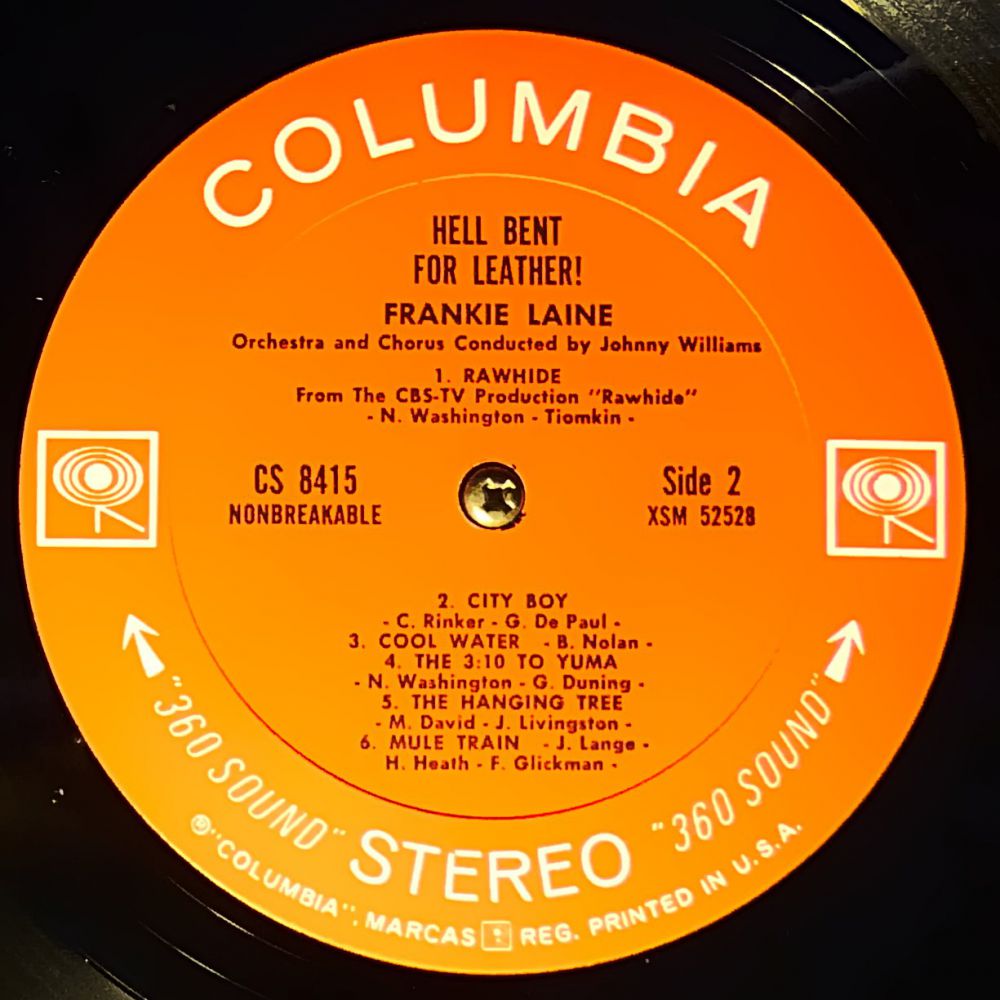 COLUMBIA
HELL BENT
FOR LEATHER!
FRANKIE LAINE
Orchestra and Chorus Conducted by Johnny Williams
1. RAWHIDE
From The CBS-TV Production "Rawhide"
- N. Washington - Tiomkin -
CS 8415
NONBREAKABLE
Side 2
XSM 52528
2. CITY BOY
- C. Rinker - G. De Paul -
3. COOL WATER - B. Nolan -
4. THE 3:10 TO YUMA
- N. Washington - G. Duning -
5. THE HANGING TREE
- M. David - J. Livingston -
6. MULE TRAIN - J. Lange -
H. Heath - F. Glickman -
"360 SOUND" STEREO "360 SOUND"
"COLUMBIA", MARCAS REG. PRINTED IN U.S.A.